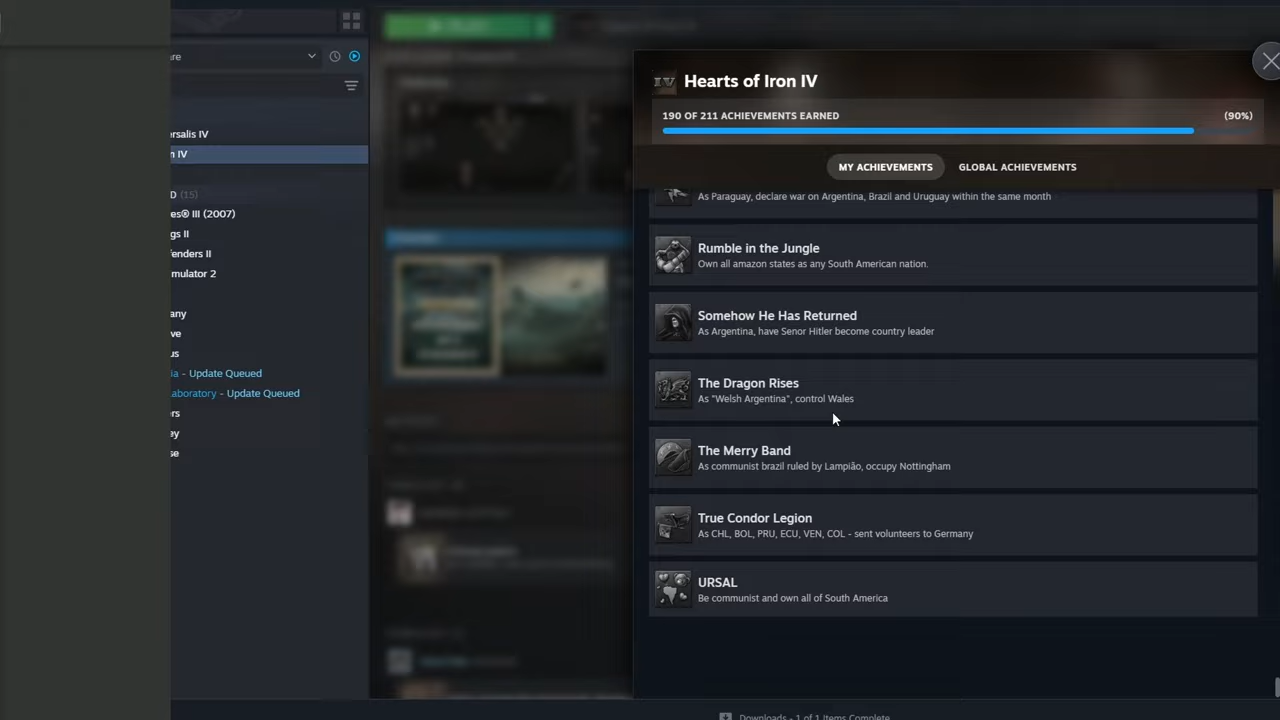 re
ersalis IV
n IV
D (15)
es® III (2007)
gs II
fenders II
mulator 2
any
ve
us
ia - Update Queued
aboratory - Update Queued
ers
ey
se
Hearts of Iron IV
190 OF 211 ACHIEVEMENTS EARNED (90%)
MY ACHIEVEMENTS GLOBAL ACHIEVEMENTS
As Paraguay, declare war on Argentina, Brazil and Uruguay within the same month
Rumble in the Jungle
Own all amazon states as any South American nation.
Somehow He Has Returned
As Argentina, have Senor Hitler become country leader
The Dragon Rises
As "Welsh Argentina", control Wales
The Merry Band
As communist brazil ruled by Lampião, occupy Nottingham
True Condor Legion
As CHL, BOL, PRU, ECU, VEN, COL - sent volunteers to Germany
URSAL
Be communist and own all of South America
Downloads - 1 of 1 Items Complete